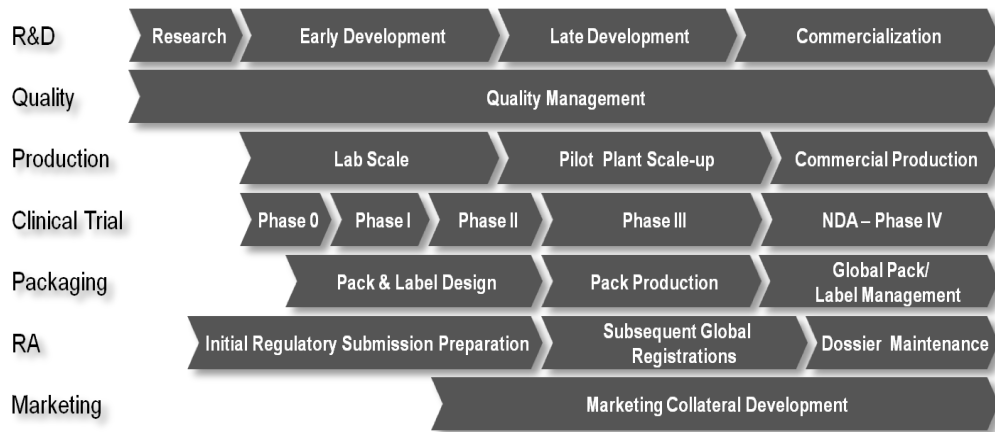 R&D
Research
Early Development
Late Development
Commercialization
Quality
Quality Management
Production
Lab Scale
Pilot Plant Scale-up
Commercial Production
Clinical Trial
Phase 0
Phase I
Phase II
Phase III
NDA – Phase IV
Packaging
Pack & Label Design
Pack Production
Global Pack/
Label Management
RA
Initial Regulatory Submission Preparation
Subsequent Global
Registrations
Dossier Maintenance
Marketing
Marketing Collateral Development